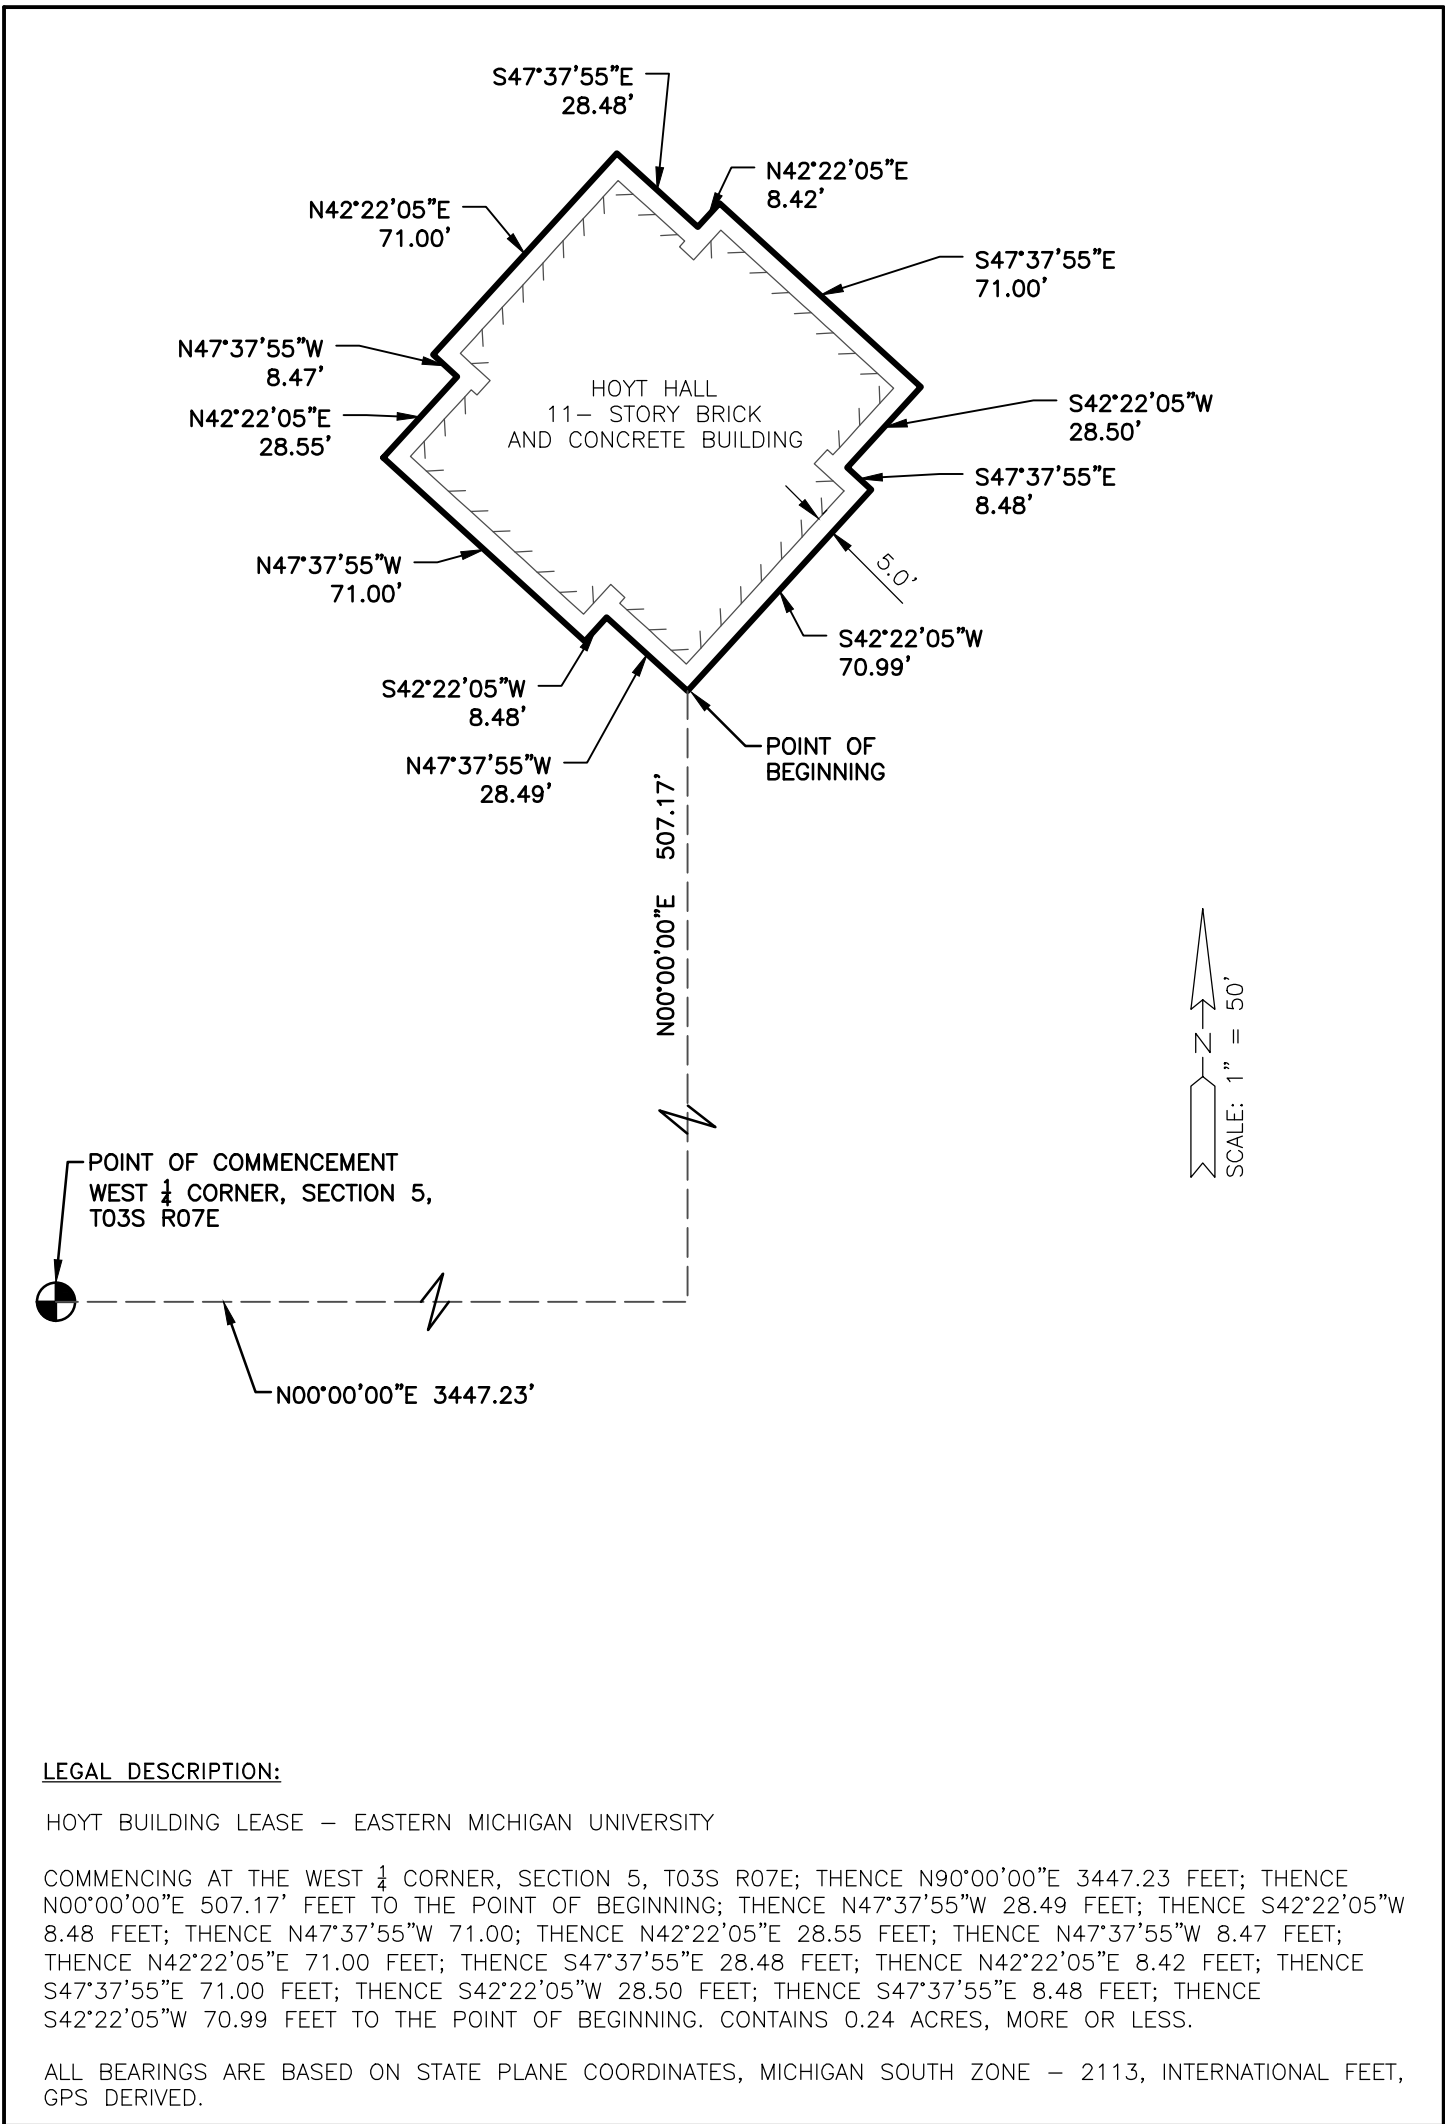 S47°37'55"E
28.48'
N42°22'05"E
8.42'
N42°22'05"E
71.00'
S47°37'55"E
71.00'
N47°37'55"W
8.47'
HOYT HALL
11– STORY BRICK
AND CONCRETE BUILDING
S42°22'05"W
28.50'
N42°22'05"E
28.55'
S47°37'55"E
8.48'
N47°37'55"W
71.00'
5.0'
S42°22'05"W
70.99'
S42°22'05"W
8.48'
POINT OF
BEGINNING
N47°37'55"W
28.49'
N00°00'00"E 507.17'
N
SCALE: 1" = 50'
POINT OF COMMENCEMENT
WEST 1/4 CORNER, SECTION 5,
T03S R07E
N00°00'00"E 3447.23'
LEGAL DESCRIPTION:
HOYT BUILDING LEASE – EASTERN MICHIGAN UNIVERSITY
COMMENCING AT THE WEST 1/4 CORNER, SECTION 5, T03S R07E; THENCE N90°00'00"E 3447.23 FEET; THENCE
N00°00'00"E 507.17' FEET TO THE POINT OF BEGINNING; THENCE N47°37'55"W 28.49 FEET; THENCE S42°22'05"W
8.48 FEET; THENCE N47°37'55"W 71.00; THENCE N42°22'05"E 28.55 FEET; THENCE N47°37'55"W 8.47 FEET;
THENCE N42°22'05"E 71.00 FEET; THENCE S47°37'55"E 28.48 FEET; THENCE N42°22'05"E 8.42 FEET; THENCE
S47°37'55"E 71.00 FEET; THENCE S42°22'05"W 28.50 FEET; THENCE S47°37'55"E 8.48 FEET; THENCE
S42°22'05"W 70.99 FEET TO THE POINT OF BEGINNING. CONTAINS 0.24 ACRES, MORE OR LESS.
ALL BEARINGS ARE BASED ON STATE PLANE COORDINATES, MICHIGAN SOUTH ZONE – 2113, INTERNATIONAL FEET,
GPS DERIVED.